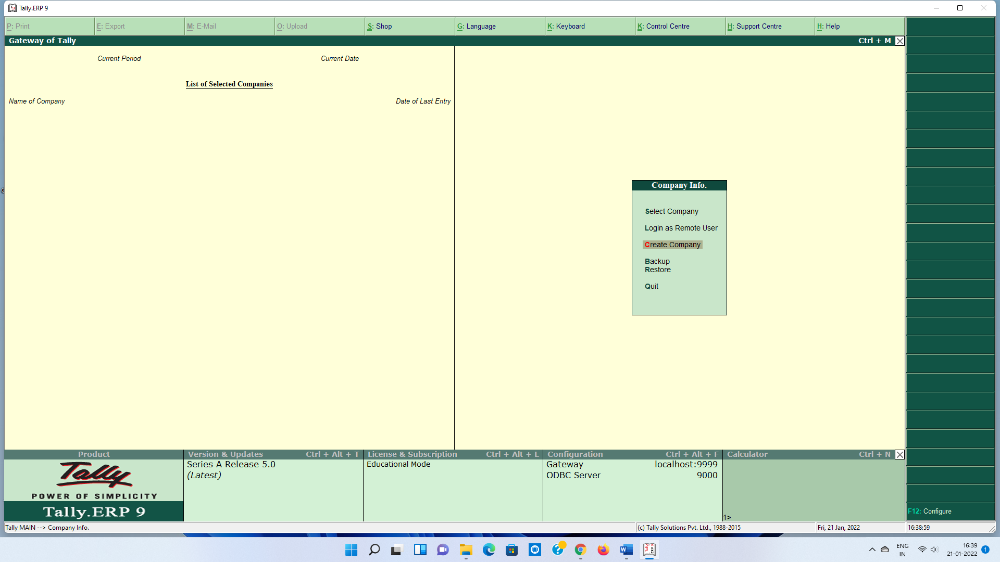 Tally.ERP 9
P: Print E: Export M: E-Mail O: Upload S: Shop G: Language K: Keyboard K: Control Centre H: Support Centre H: Help
Gateway of Tally Ctrl + M
Current Period Current Date
List of Selected Companies
Name of Company Date of Last Entry
Company Info.
Select Company
Login as Remote User
Create Company
Backup
Restore
Quit
Product Version & Updates Ctrl + Alt + T License & Subscription Ctrl + Alt + L Configuration Ctrl + Alt + F Calculator Ctrl + N
Tally
POWER OF SIMPLICITY
Tally.ERP 9
Series A Release 5.0
(Latest)
Educational Mode
Gateway localhost:9999
ODBC Server 9000
1>
F12: Configure
Tally MAIN --> Company Info. (c) Tally Solutions Pvt. Ltd., 1988-2015 Fri, 21 Jan, 2022 16:38:59
ENG
IN
16:39
21-01-2022
1